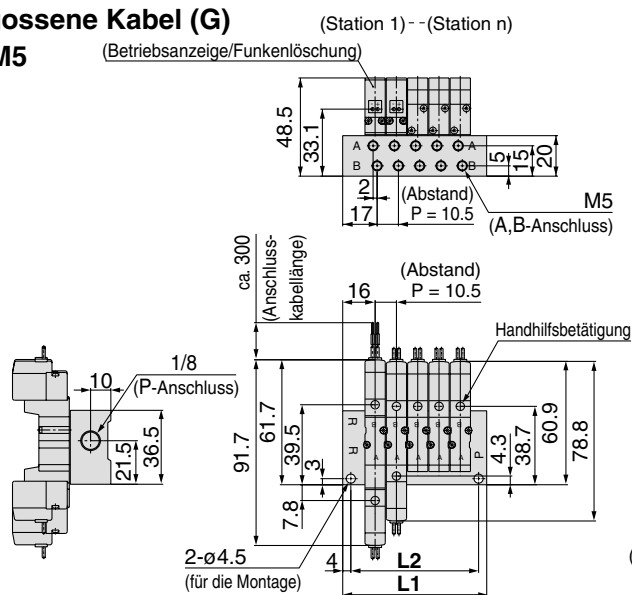 ossene Kabel (G)
M5
(Station 1)--(Station n)
(Betriebsanzeige/Funkenlöschung)
48.5
33.1
A
A
B
B
5
15
20
2
17
(Abstand)
P = 10.5
M5
(A,B-Anschluss)
ca. 300
(Anschluss-
kabellänge)
16
(Abstand)
P = 10.5
Handhilfsbetätigung
1/8
(P-Anschluss)
10
21.5
36.5
91.7
61.7
39.5
3
7.8
R
R
B
B
B
B
B
A
A
A
A
A
P
4.3
38.7
60.9
78.8
2-ø4.5
(für die Montage)
4
L2
L1
(